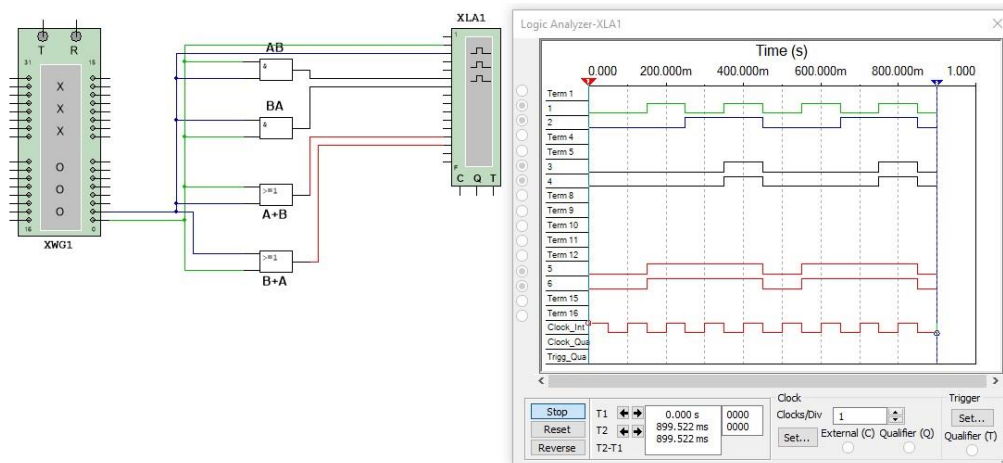 XLA1
T R
31 15
X
X
X
O
O
O
16 0
XWG1
AB
&
BA
&
>=1
A+B
>=1
B+A
1
F
C Q T
Logic Analyzer-XLA1
Time (s)
0.000 200.000m 400.000m 600.000m 800.000m 1.000
Term 1
1
2
Term 4
Term 5
3
4
Term 8
Term 9
Term 10
Term 11
Term 12
5
6
Term 15
Term 16
Clock_Int
Clock_Qua
Trigg_Qua
Stop
Reset
Reverse
T1 0.000 s 0000
T2 899.522 ms 0000
T2-T1 899.522 ms
Clock
Clocks/Div 1
Set... External (C) Qualifier (Q)
Trigger
Set...
Qualifier (T)